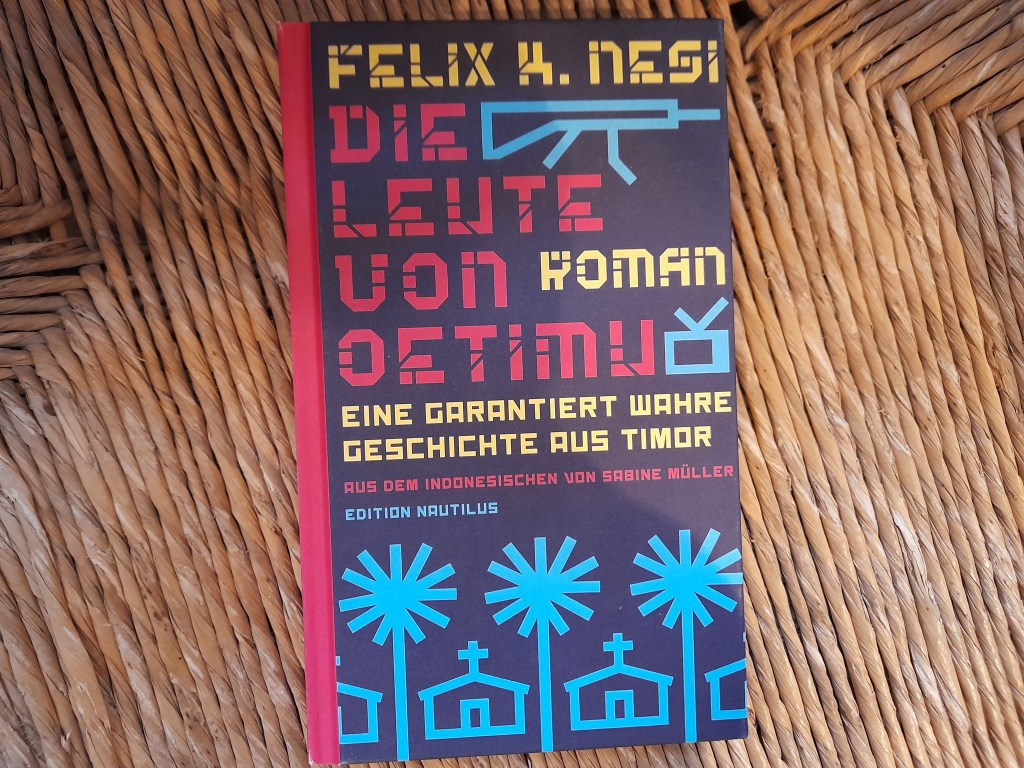 FELIX K. NESI
DIE
LEUTE
VON
ROMAN
OETIMU
EINE GARANTIERT WAHRE
GESCHICHTE AUS TIMOR
AUS DEM INDONESISCHEN VON SABINE MÜLLER
EDITION NAUTILUS